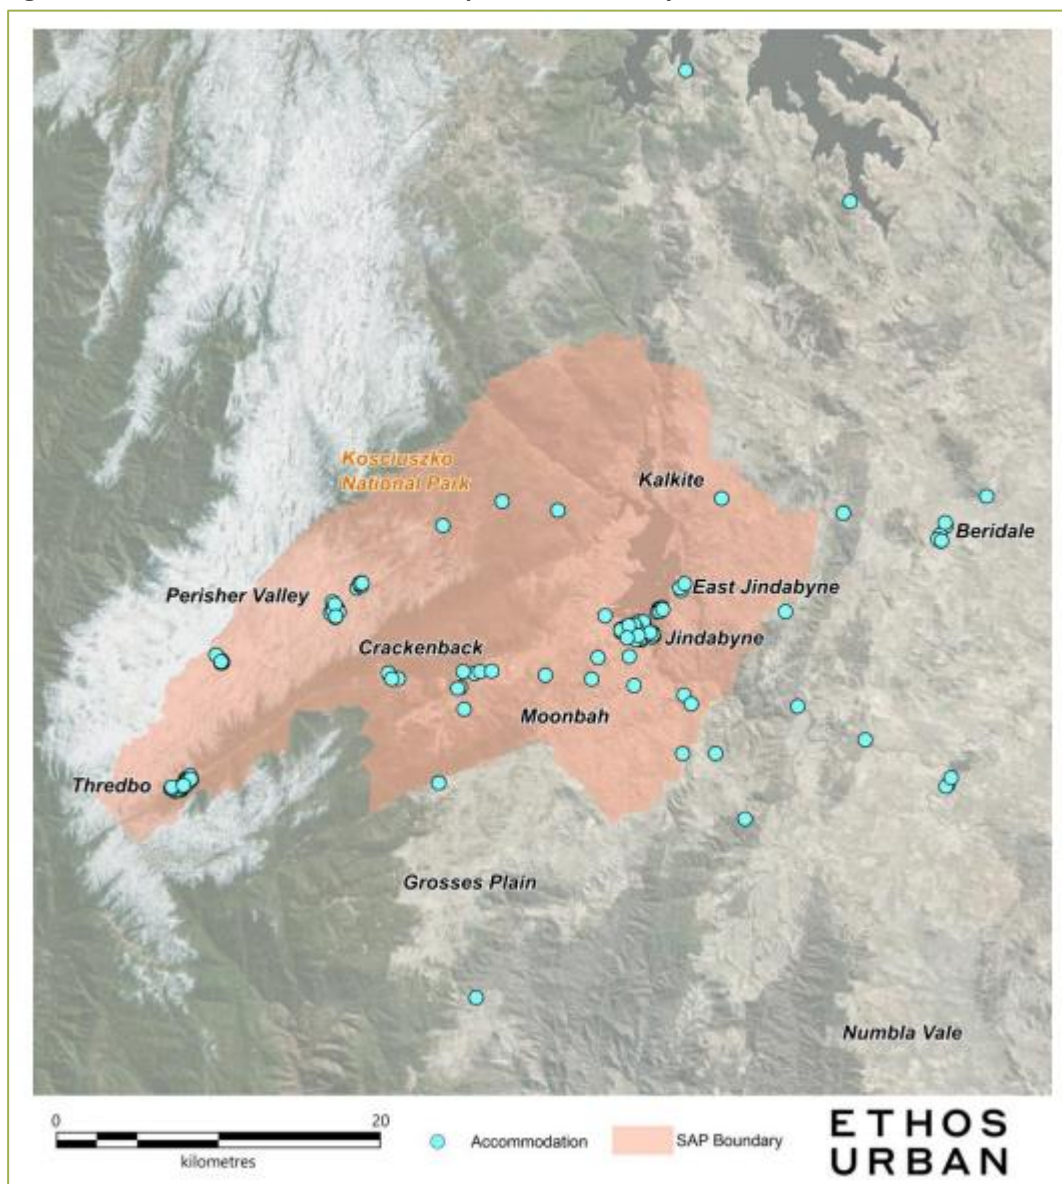 Kosciuszko
National Park
Kalkite
Beridale
Perisher Valley
East Jindabyne
Crackenback
Jindabyne
Moonbah
Thredbo
Grosses Plain
Numbla Vale
0
20
kilometres
Accommodation
SAP Boundary
ETHOS
URBAN